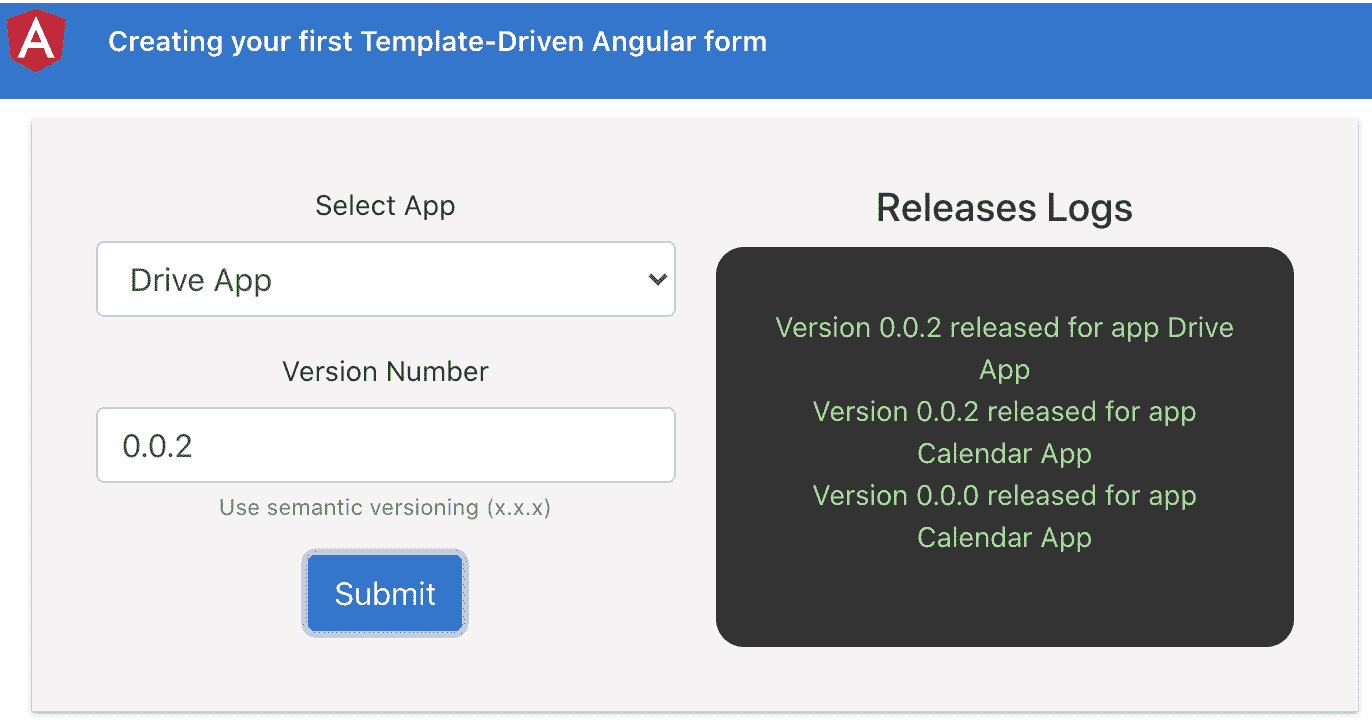 Creating your first Template-Driven Angular form
Select App
Drive App
Version Number
0.0.2
Use semantic versioning (x.x.x)
Submit
Releases Logs
Version 0.0.2 released for app Drive
App
Version 0.0.2 released for app
Calendar App
Version 0.0.0 released for app
Calendar App